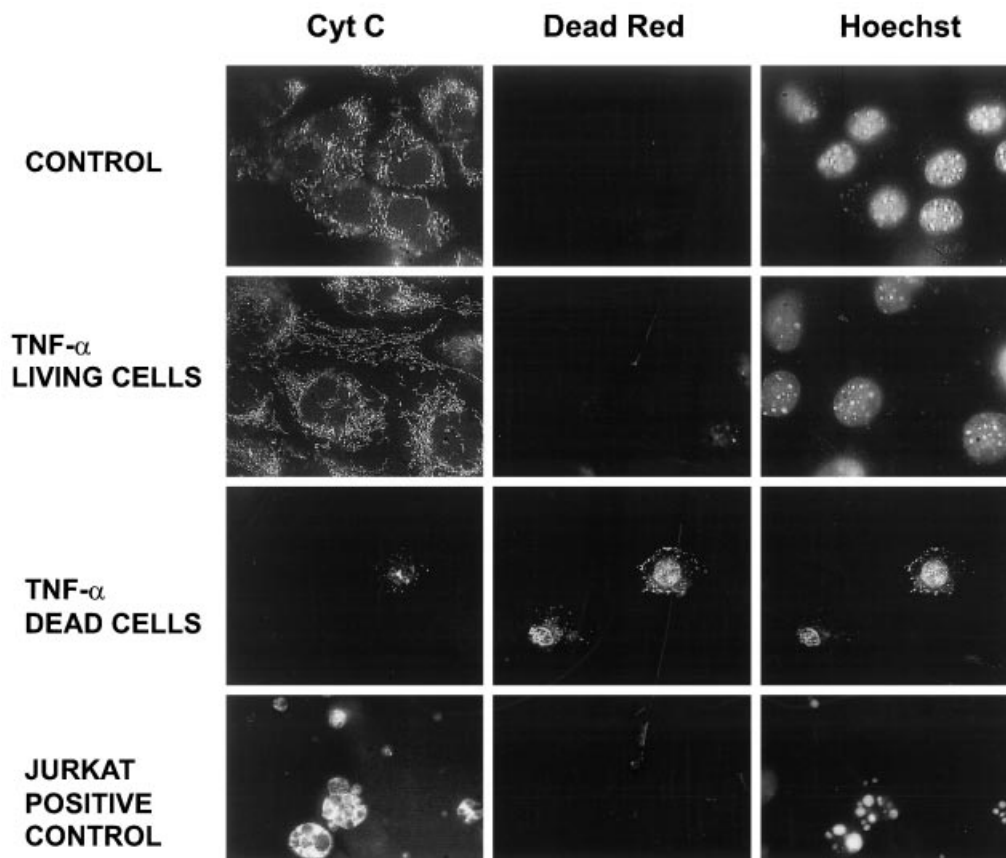 Cyt C Dead Red Hoechst
CONTROL
TNF-α
LIVING CELLS
TNF-α
DEAD CELLS
JURKAT
POSITIVE
CONTROL